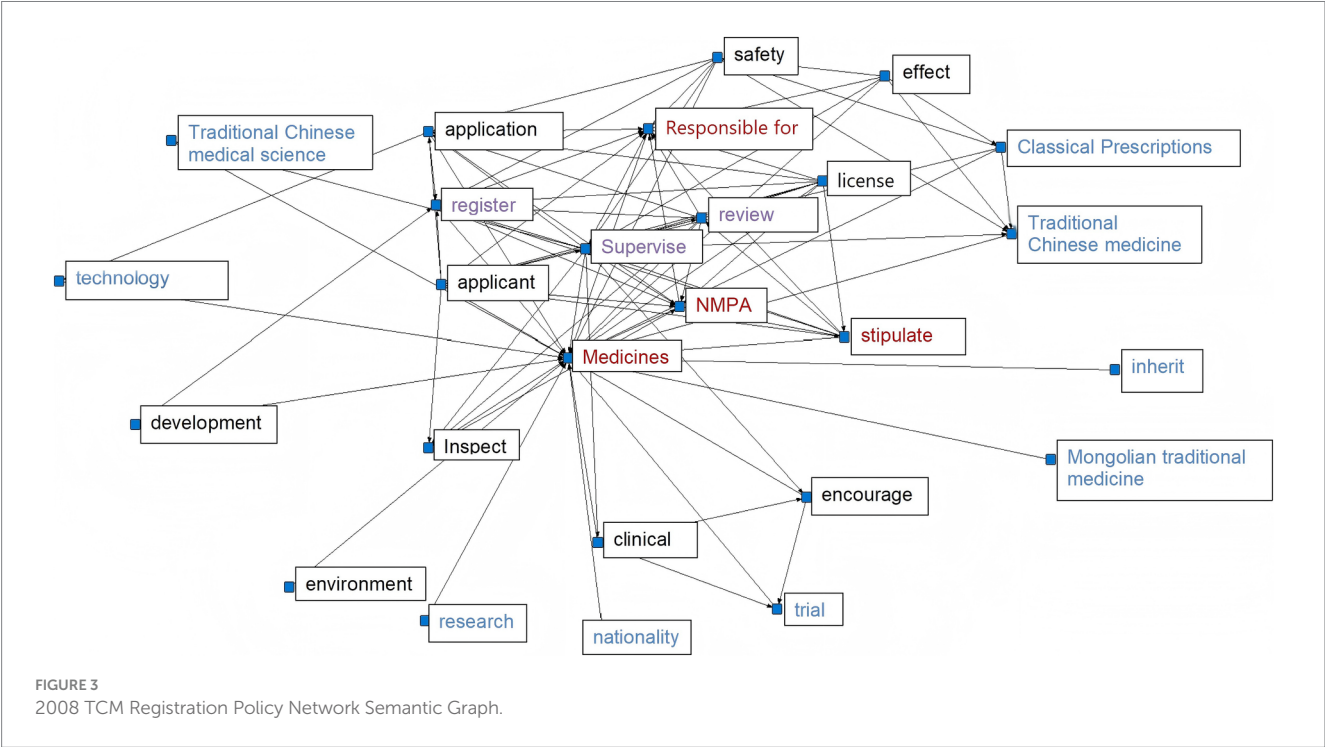 safety
effect
application
Responsible for
Traditional Chinese
medical science
Classical Prescriptions
license
register
review
Traditional
Chinese medicine
Supervise
technology
applicant
NMPA
stipulate
Medicines
inherit
development
Inspect
Mongolian traditional
medicine
encourage
clinical
environment
research
trial
nationality
FIGURE 3
2008 TCM Registration Policy Network Semantic Graph.